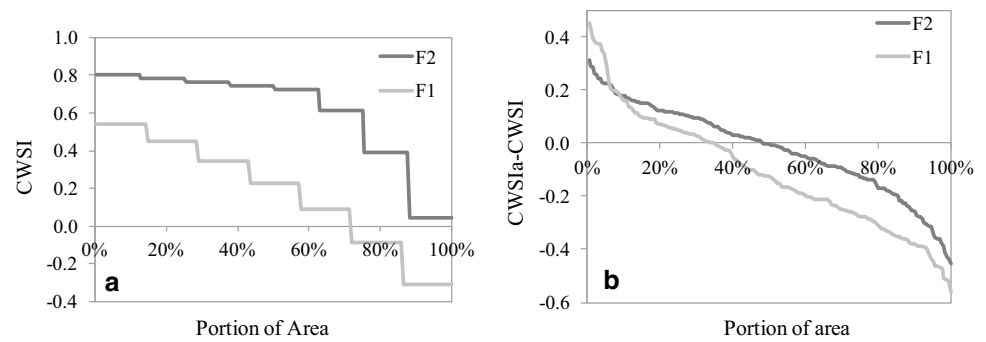 1.0
0.8
0.6
0.4
0.2
0.0
-0.2
-0.4
CWSI
0% 20% 40% 60% 80% 100%
F2
F1
a
Portion of Area
0.4
0.2
0.0
-0.2
-0.4
-0.6
CWSIa-CWSI
0% 20% 40% 60% 80% 100%
F2
F1
b
Portion of area